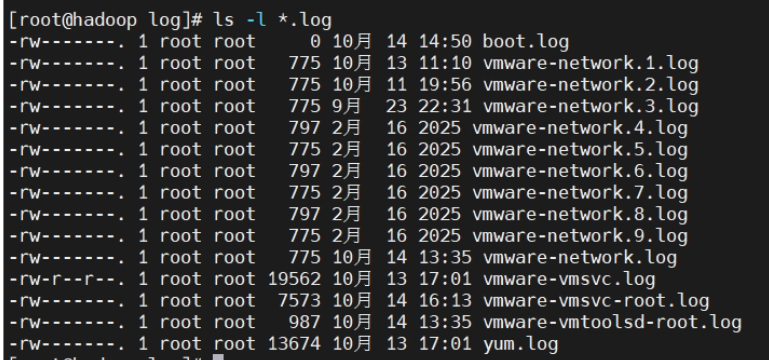 [root@hadoop log]# ls -l *.log
-rw-------. 1 root root     0 10月 14 14:50 boot.log
-rw-------. 1 root root   775 10月 13 11:10 vmware-network.1.log
-rw-------. 1 root root   775 10月 11 19:56 vmware-network.2.log
-rw-------. 1 root root   775 9月  23 22:31 vmware-network.3.log
-rw-------. 1 root root   797 2月  16 2025 vmware-network.4.log
-rw-------. 1 root root   775 2月  16 2025 vmware-network.5.log
-rw-------. 1 root root   797 2月  16 2025 vmware-network.6.log
-rw-------. 1 root root   775 2月  16 2025 vmware-network.7.log
-rw-------. 1 root root   797 2月  16 2025 vmware-network.8.log
-rw-------. 1 root root   775 2月  16 2025 vmware-network.9.log
-rw-------. 1 root root   775 10月 14 13:35 vmware-network.log
-rw-r--r--. 1 root root 19562 10月 13 17:01 vmware-vmsvc.log
-rw-------. 1 root root  7573 10月 14 16:13 vmware-vmsvc-root.log
-rw-------. 1 root root   987 10月 14 13:35 vmware-vmtoolsd-root.log
-rw-------. 1 root root 13674 10月 13 17:01 yum.log